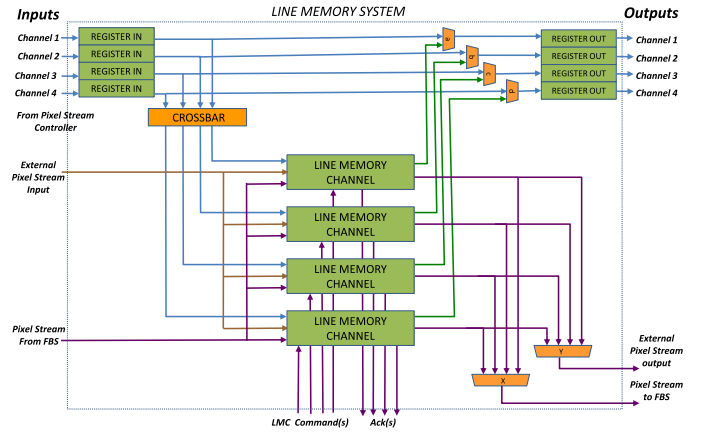 Inputs
LINE MEMORY SYSTEM
Outputs
Channel 1
REGISTER IN
a
REGISTER OUT
Channel 1
Channel 2
REGISTER IN
b
REGISTER OUT
Channel 2
Channel 3
REGISTER IN
c
REGISTER OUT
Channel 3
Channel 4
REGISTER IN
d
REGISTER OUT
Channel 4
From Pixel Stream
Controller
CROSSBAR
External
Pixel Stream
Input
LINE MEMORY
CHANNEL
LINE MEMORY
CHANNEL
LINE MEMORY
CHANNEL
LINE MEMORY
CHANNEL
Pixel Stream
From FBS
Y
External
Pixel Stream
output
X
Pixel Stream
to FBS
LMC Command(s)
Ack(s)